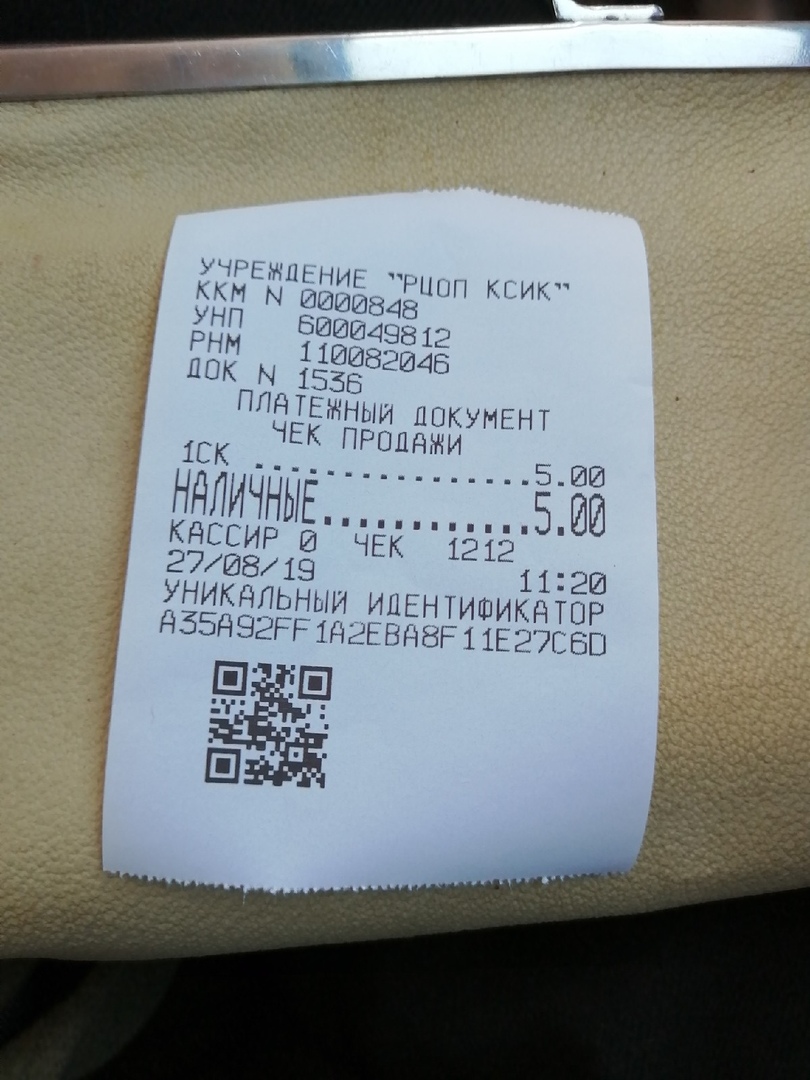 УЧРЕЖДЕНИЕ "РЦОП КСИК"
ККМ N 0000848
УНП 600049812
РНМ 110082046
ДОК N 1536
ПЛАТЕЖНЫЙ ДОКУМЕНТ
ЧЕК ПРОДАЖИ
1СК ................5.00
НАЛИЧНЫЕ............5.00
КАССИР 0 ЧЕК 1212
27/08/19 11:20
УНИКАЛЬНЫЙ ИДЕНТИФИКАТОР
A35A92FF1A2EBA8F11E27C6D